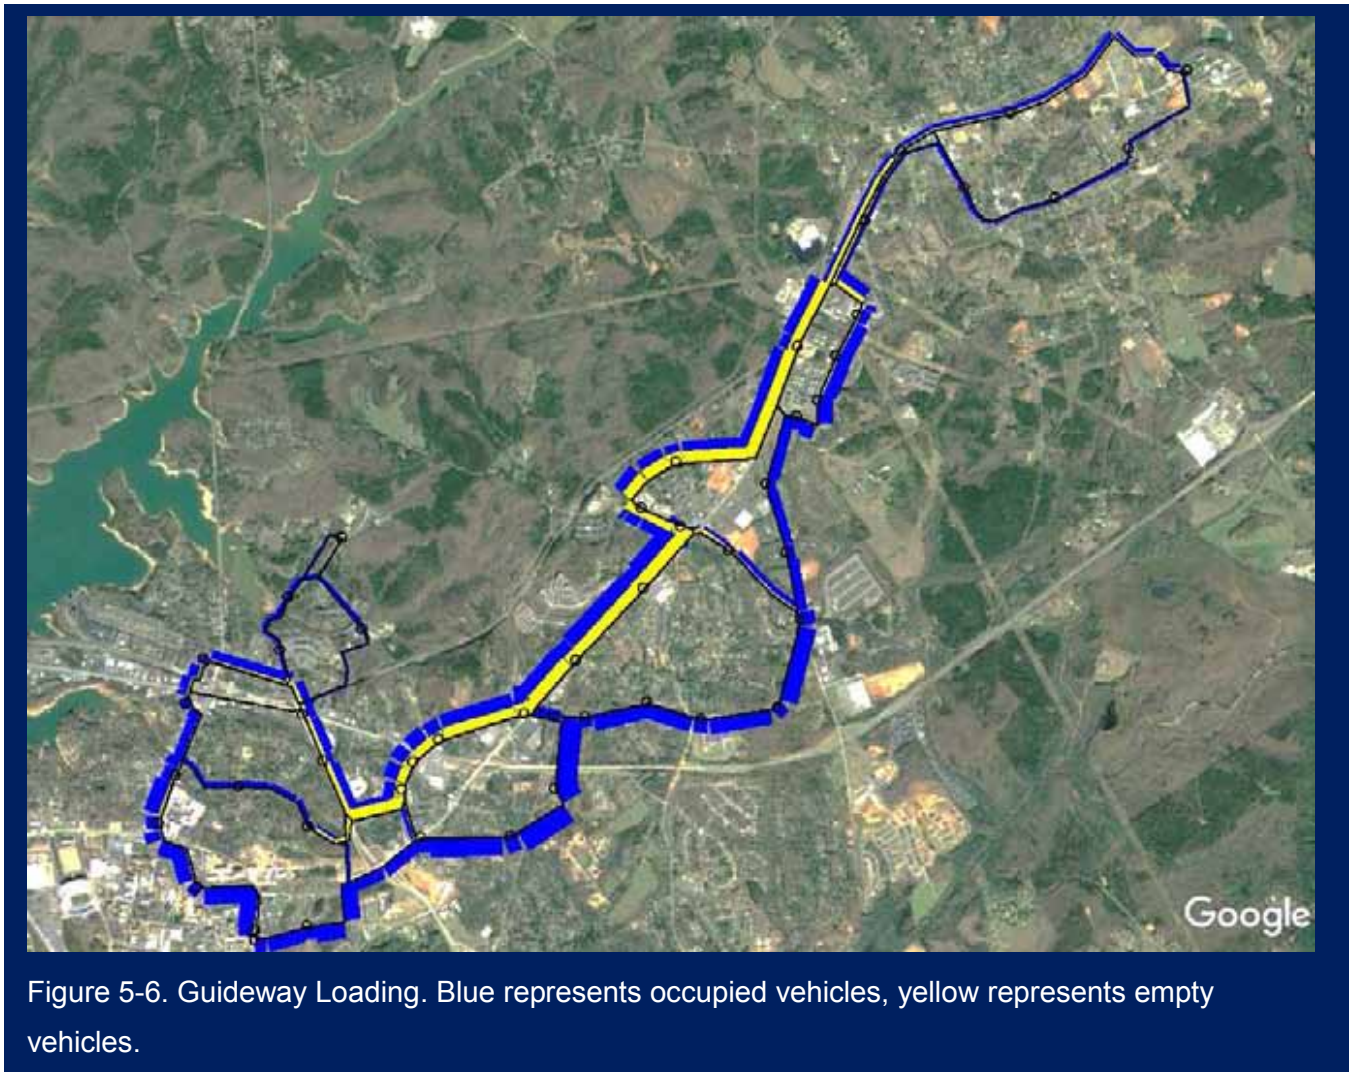 Google
Figure 5-6. Guideway Loading. Blue represents occupied vehicles, yellow represents empty
vehicles.